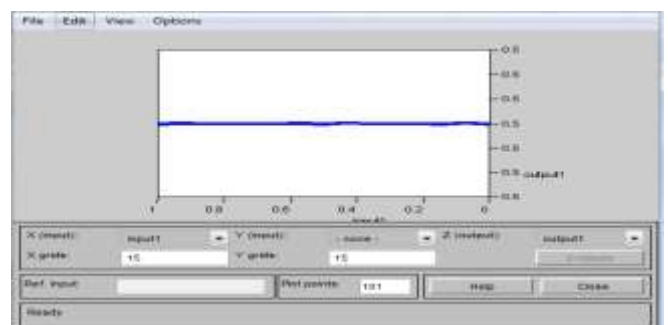 File Edit View Options
0.5
0.5
0.5
0.5
0.5
0.5 output1
0.5
1 0.8 0.6 0.4 0.2 0
input1
X (input): input1 Y (input): - none - Z (output): output1
X grids: 15 Y grids: 15
Ref. Input: Plot points: 101 Help Close
Ready